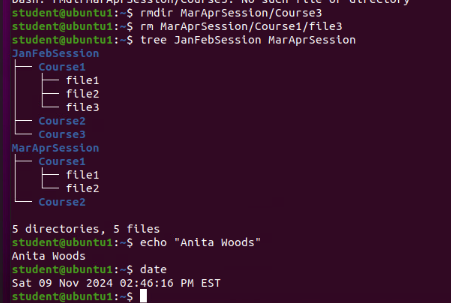 bash: rmdirMarAprSession/Course3: No such file or directory
student@ubuntu1:~$ rmdir MarAprSession/Course3
student@ubuntu1:~$ rm MarAprSession/Course1/file3
student@ubuntu1:~$ tree JanFebSession MarAprSession
JanFebSession
├── Course1
│   ├── file1
│   ├── file2
│   └── file3
├── Course2
└── Course3
MarAprSession
├── Course1
│   ├── file1
│   └── file2
└── Course2
5 directories, 5 files
student@ubuntu1:~$ echo "Anita Woods"
Anita Woods
student@ubuntu1:~$ date
Sat 09 Nov 2024 02:46:16 PM EST
student@ubuntu1:~$